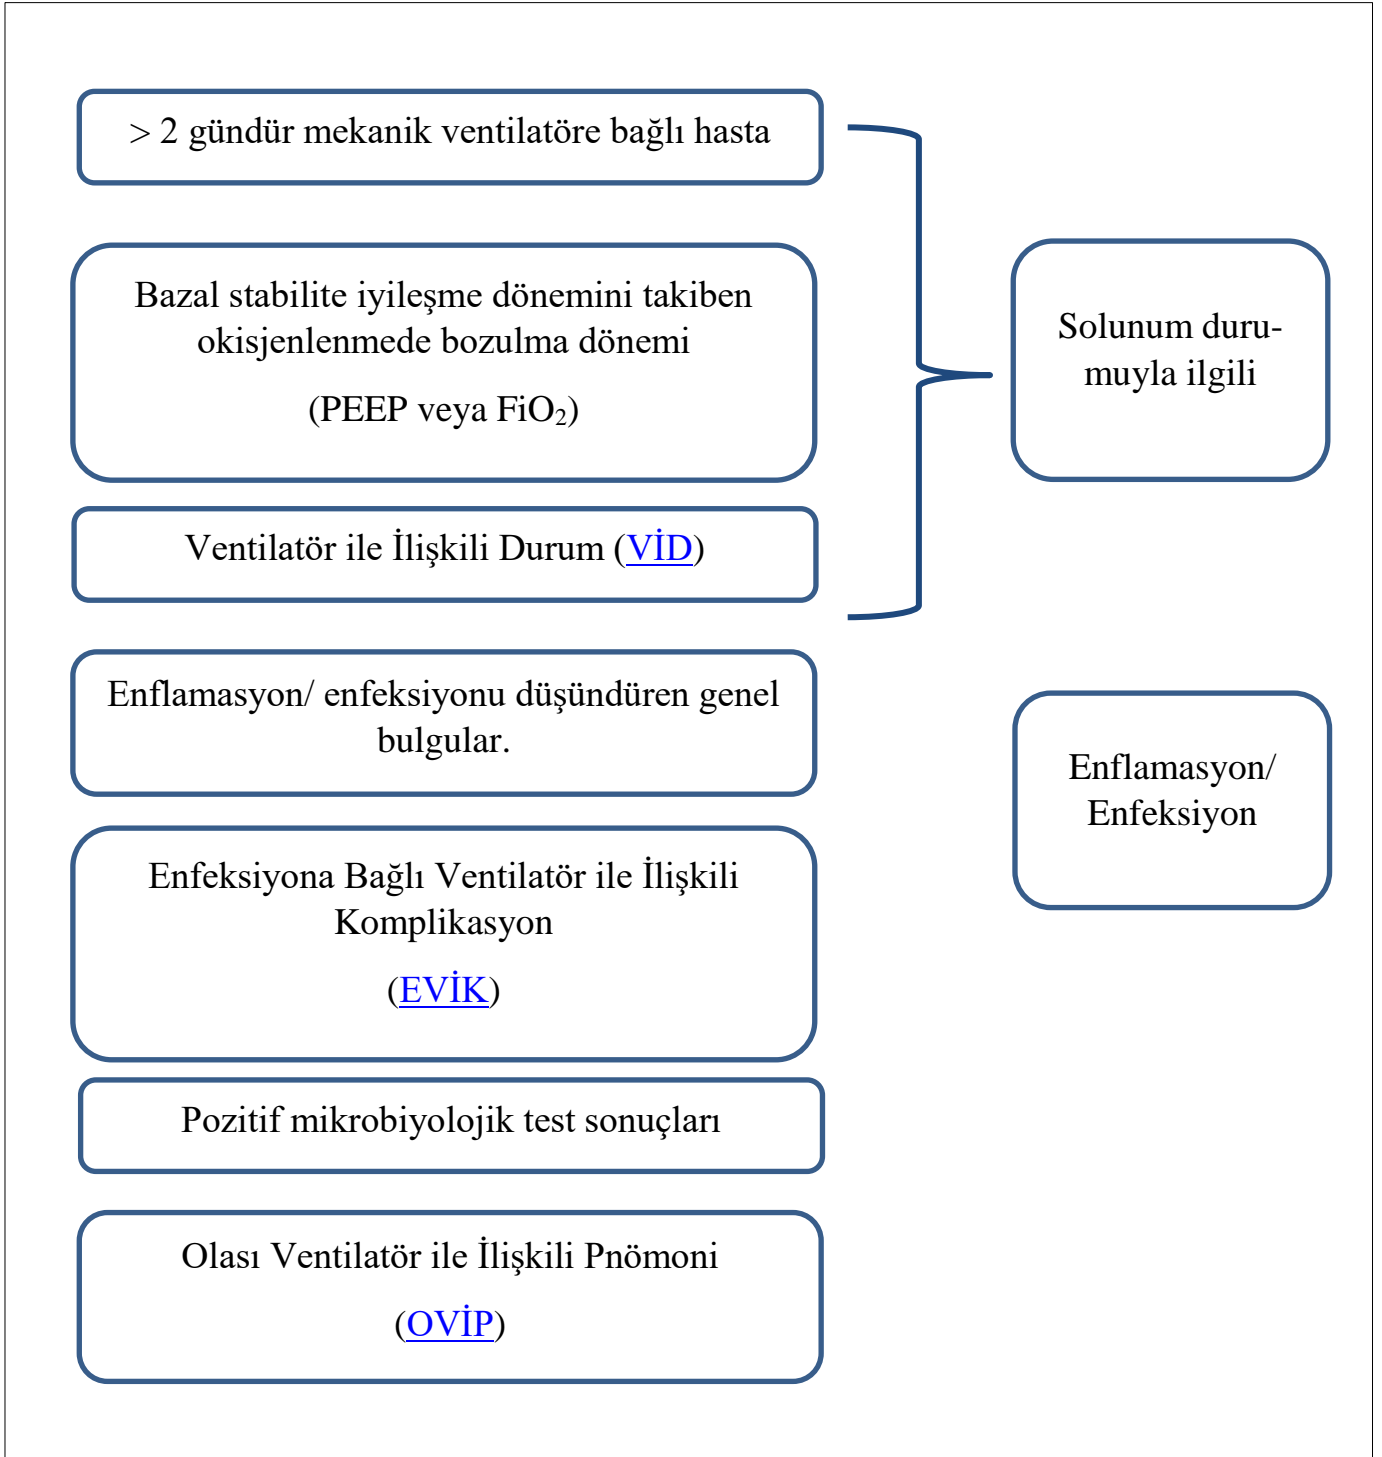 > 2 gündür mekanik ventilatöre bağlı hasta
Bazal stabilite iyileşme dönemini takiben
okisjenlenmede bozulma dönemi
(PEEP veya FiO₂)
Ventilatör ile İlişkili Durum (VİD)
Solunum duru-
muyla ilgili
Enflamasyon/ enfeksiyonu düşündüren genel
bulgular.
Enfeksiyona Bağlı Ventilatör ile İlişkili
Komplikasyon
(EVİK)
Enflamasyon/
Enfeksiyon
Pozitif mikrobiyolojik test sonuçları
Olası Ventilatör ile İlişkili Pnömoni
(OVİP)